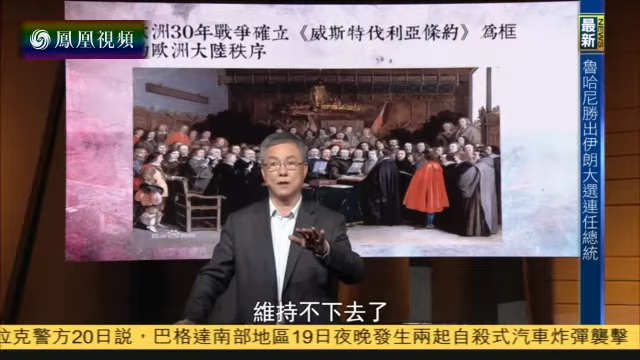 鳳凰視頻
歐洲30年戰爭確立《威斯特伐利亞條約》爲框
的歐洲大陸秩序
最新
NEWS
魯哈尼勝出伊朗大選連任總統
維持不下去了
拉克警方20日説，巴格達南部地區19日夜晚發生兩起自殺式汽車炸彈襲擊